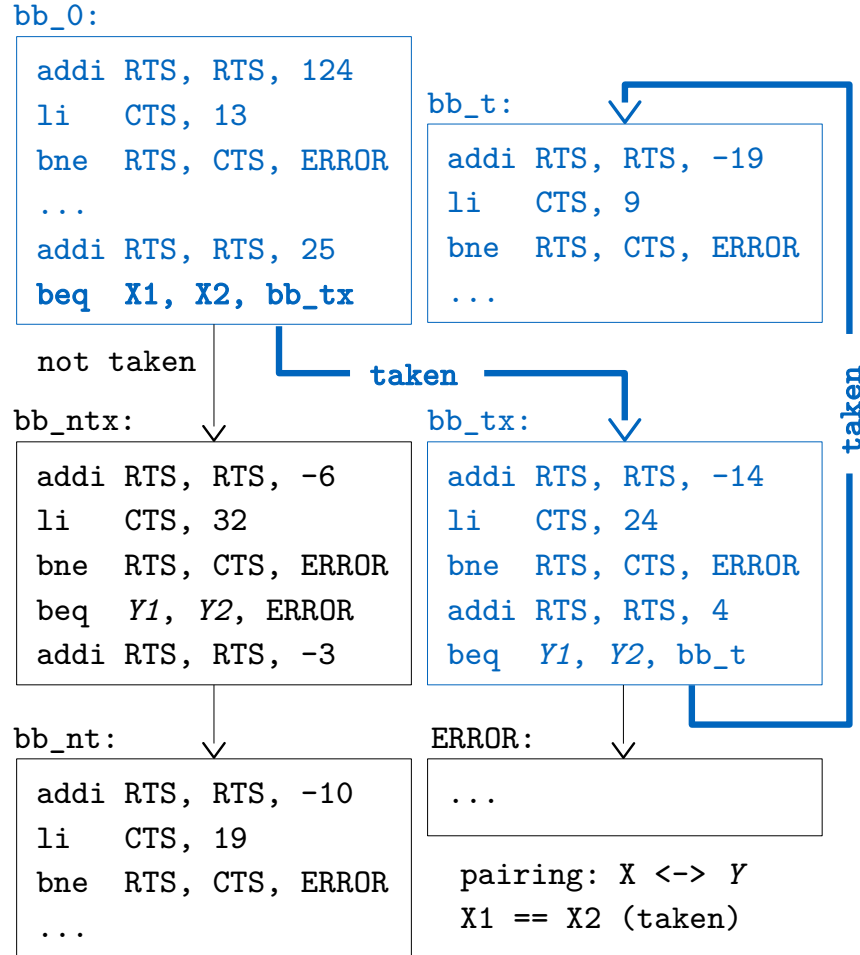 bb_0:
addi RTS, RTS, 124
li CTS, 13
bne RTS, CTS, ERROR
...
addi RTS, RTS, 25
beq X1, X2, bb_tx
bb_t:
addi RTS, RTS, -19
li CTS, 9
bne RTS, CTS, ERROR
...
not taken
taken
taken
bb_ntx:
addi RTS, RTS, -6
li CTS, 32
bne RTS, CTS, ERROR
beq Y1, Y2, ERROR
addi RTS, RTS, -3
bb_tx:
addi RTS, RTS, -14
li CTS, 24
bne RTS, CTS, ERROR
addi RTS, RTS, 4
beq Y1, Y2, bb_t
bb_nt:
addi RTS, RTS, -10
li CTS, 19
bne RTS, CTS, ERROR
...
ERROR:
...
pairing: X <-> Y
X1 == X2 (taken)